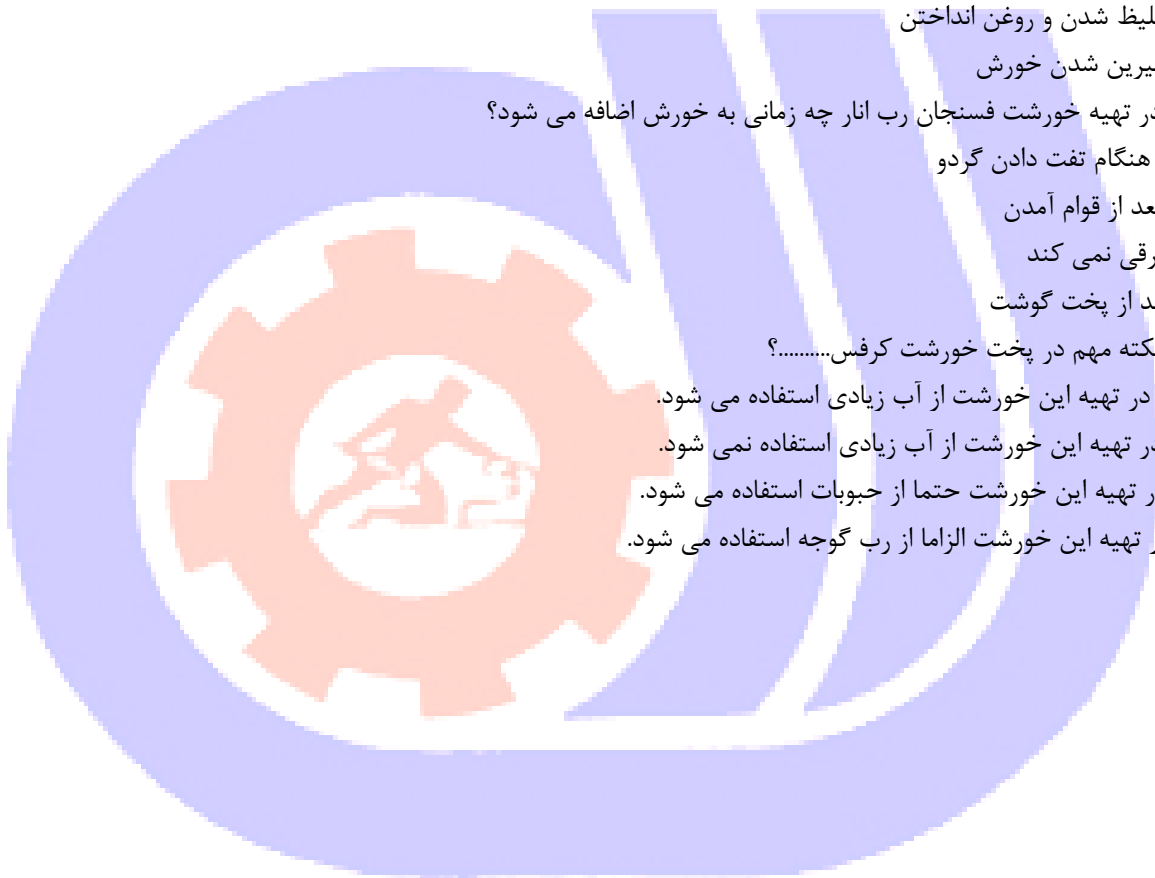 لیظ شدن و روغن انداختن
یرین شدن خورش
در تهیه خورشت فسنجان رب انار چه زمانی به خورش اضافه می شود؟
هنگام تفت دادن گردو
عد از قوام آمدن
رقی نمی کند
د از پخت گوشت
کته مهم در پخت خورشت کرفس..........؟
در تهیه این خورشت از آب زیادی استفاده می شود.
در تهیه این خورشت از آب زیادی استفاده نمی شود.
ر تهیه این خورشت حتما از حبوبات استفاده می شود.
تهیه این خورشت الزاما از رب گوجه استفاده می شود.